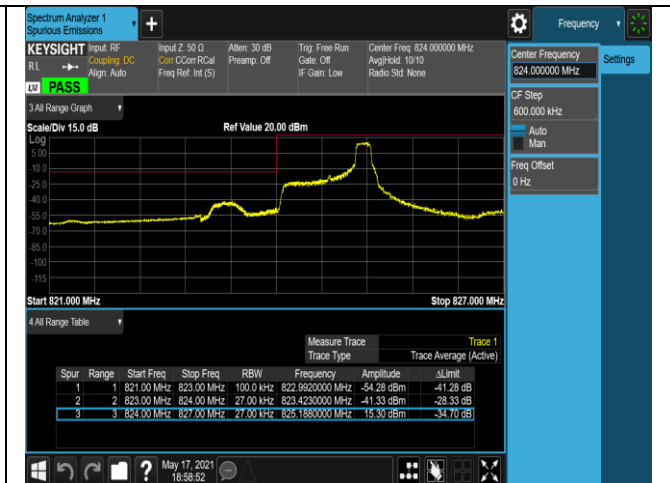 Spectrum Analyzer 1
Spurious Emissions
+
Frequency
KEYSIGHT Input: RF Input Z: 50 Ω Atten: 30 dB Trig: Free Run Center Freq: 824.000000 MHz
RL Coupling: DC Corr CCorr RCal Preamp: Off Gate: Off Avg|Hold: 10/10
Align: Auto Freq Ref: Int (S) IF Gain: Low Radio Std: None
LXI PASS
Center Frequency
824.000000 MHz
Settings
CF Step
600.000 kHz
Auto
Man
Freq Offset
0 Hz
3 All Range Graph
Scale/Div 15.0 dB Ref Value 20.00 dBm
Log
5.00
-10.0
-25.0
-40.0
-55.0
-70.0
-85.0
-100
-115
Start 821.000 MHz Stop 827.000 MHz
4 All Range Table
Measure Trace Trace 1
Trace Type Trace Average (Active)
Spur Range Start Freq Stop Freq RBW Frequency Amplitude ΔLimit
1 1 821.00 MHz 823.00 MHz 100.0 kHz 822.9920000 MHz -54.28 dBm -41.28 dB
2 2 823.00 MHz 824.00 MHz 27.00 kHz 823.4230000 MHz -41.33 dBm -28.33 dB
3 3 824.00 MHz 827.00 MHz 27.00 kHz 825.1880000 MHz 15.30 dBm -34.70 dB
? May 17, 2021
18:58:52